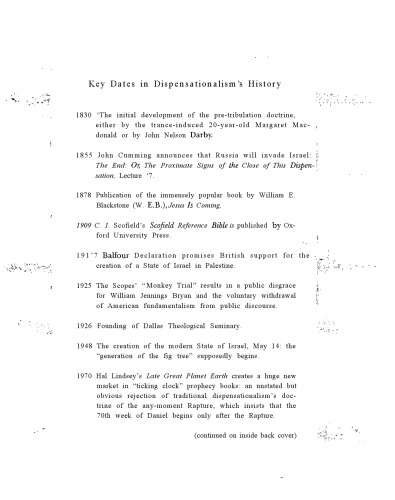 Key Dates in Dispensationalism's History
1830 'The initial development of the pre-tribulation doctrine,
either by the trance-induced 20-year-old Margaret Mac-
donald or by John Nelson Darby.
1855 John Cumming announces that Russia will invade Israel:
The End: Or, The Proximate Signs of the Close of This Dispen-
sation, Lecture '7.
1878 Publication of the immensely popular book by William E.
Blackstone (W. E.B.), Jesus Is Coming.
1909 C. I. Scofield's Scofield Reference Bible is published by Ox-
ford University Press.
191'7 Balfour Declaration promises British support for the
creation of a State of Israel in Palestine.
1925 The Scopes' "Monkey Trial" results in a public disgrace
for William Jennings Bryan and the voluntary withdrawal
of American fundamentalism from public discourse.
1926 Founding of Dallas Theological Seminary.
1948 The creation of the modern State of Israel, May 14: the
"generation of the fig tree" supposedly begins.
1970 Hal Lindsey's Late Great Planet Earth creates a huge new
market in "ticking clock" prophecy books: an unstated but
obvious rejection of traditional dispensationalism's doc-
trine of the any-moment Rapture, which insists that the
70th week of Daniel begins only after the Rapture.
(continued on inside back cover)